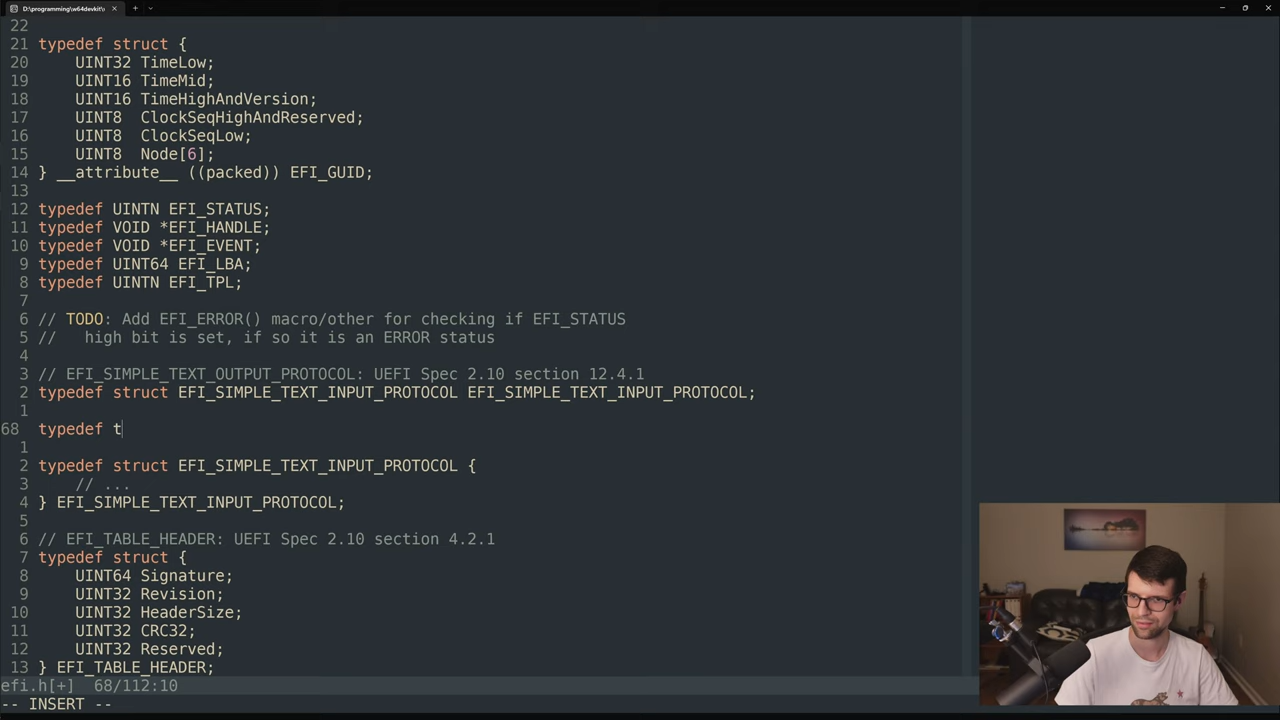 D:\programming\w64devkit\
22
21 typedef struct {
20 UINT32 TimeLow;
19 UINT16 TimeMid;
18 UINT16 TimeHighAndVersion;
17 UINT8  ClockSeqHighAndReserved;
16 UINT8  ClockSeqLow;
15 UINT8  Node[6];
14 } __attribute__ ((packed)) EFI_GUID;
13
12 typedef UINTN EFI_STATUS;
11 typedef VOID *EFI_HANDLE;
10 typedef VOID *EFI_EVENT;
9 typedef UINT64 EFI_LBA;
8 typedef UINTN EFI_TPL;
7
6 // TODO: Add EFI_ERROR() macro/other for checking if EFI_STATUS
5 //   high bit is set, if so it is an ERROR status
4
3 // EFI_SIMPLE_TEXT_OUTPUT_PROTOCOL: UEFI Spec 2.10 section 12.4.1
2 typedef struct EFI_SIMPLE_TEXT_INPUT_PROTOCOL EFI_SIMPLE_TEXT_INPUT_PROTOCOL;
1
68 typedef t
1
2 typedef struct EFI_SIMPLE_TEXT_INPUT_PROTOCOL {
3 // ...
4 } EFI_SIMPLE_TEXT_INPUT_PROTOCOL;
5
6 // EFI_TABLE_HEADER: UEFI Spec 2.10 section 4.2.1
7 typedef struct {
8 UINT64 Signature;
9 UINT32 Revision;
10 UINT32 HeaderSize;
11 UINT32 CRC32;
12 UINT32 Reserved;
13 } EFI_TABLE_HEADER;
efi.h[+]  68/112:10
-- INSERT --